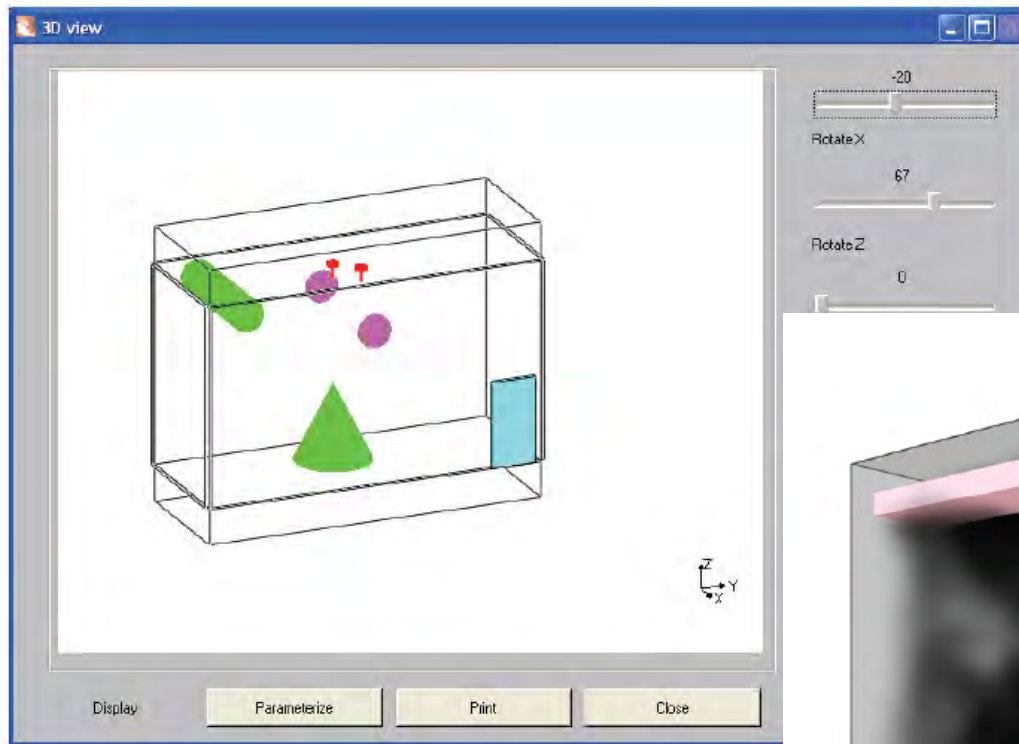 3D view
-20
Rotate X
67
Rotate Z
0
Z
Y
X
Display
Parameterize
Print
Close